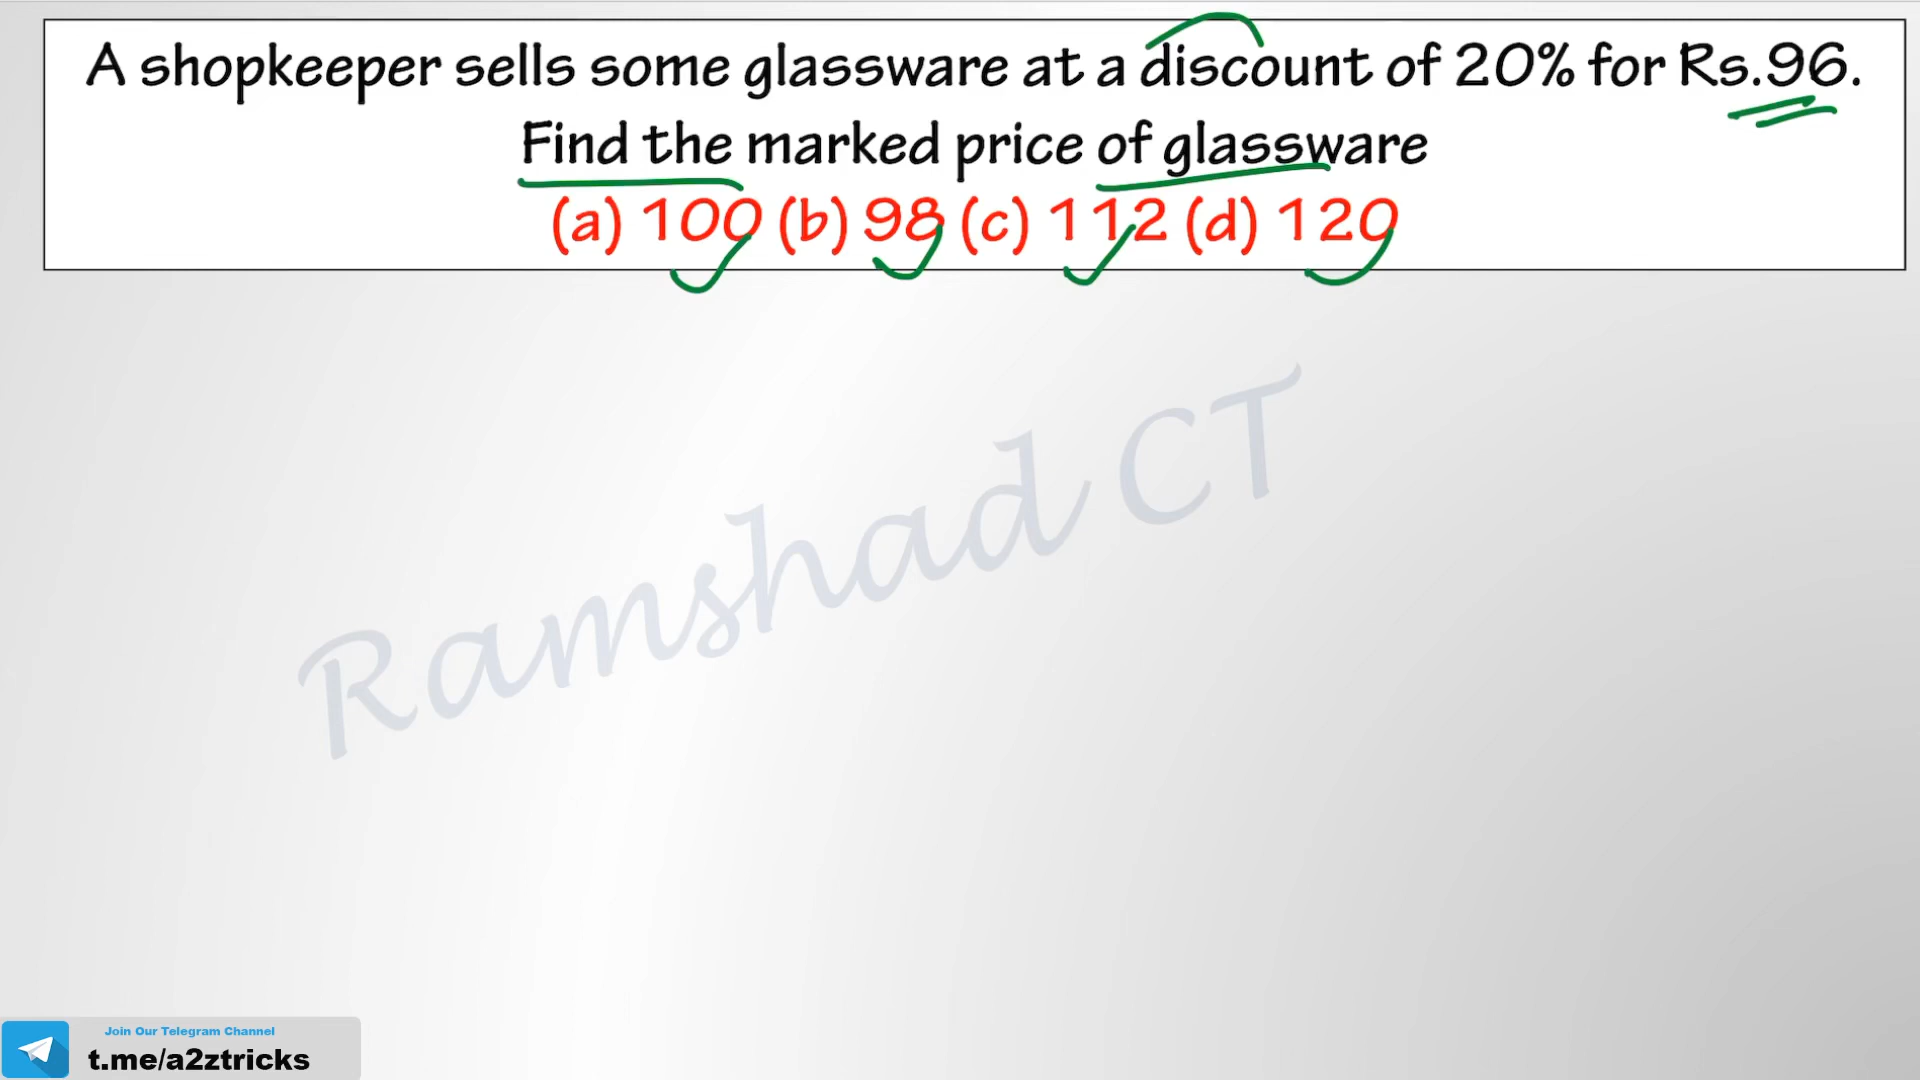 A shopkeeper sells some glassware at a discount of 20% for Rs.96.
Find the marked price of glassware
(a) 100 (b) 98 (c) 112 (d) 120
Ramshad CT
Join Our Telegram Channel
t.me/a2ztricks